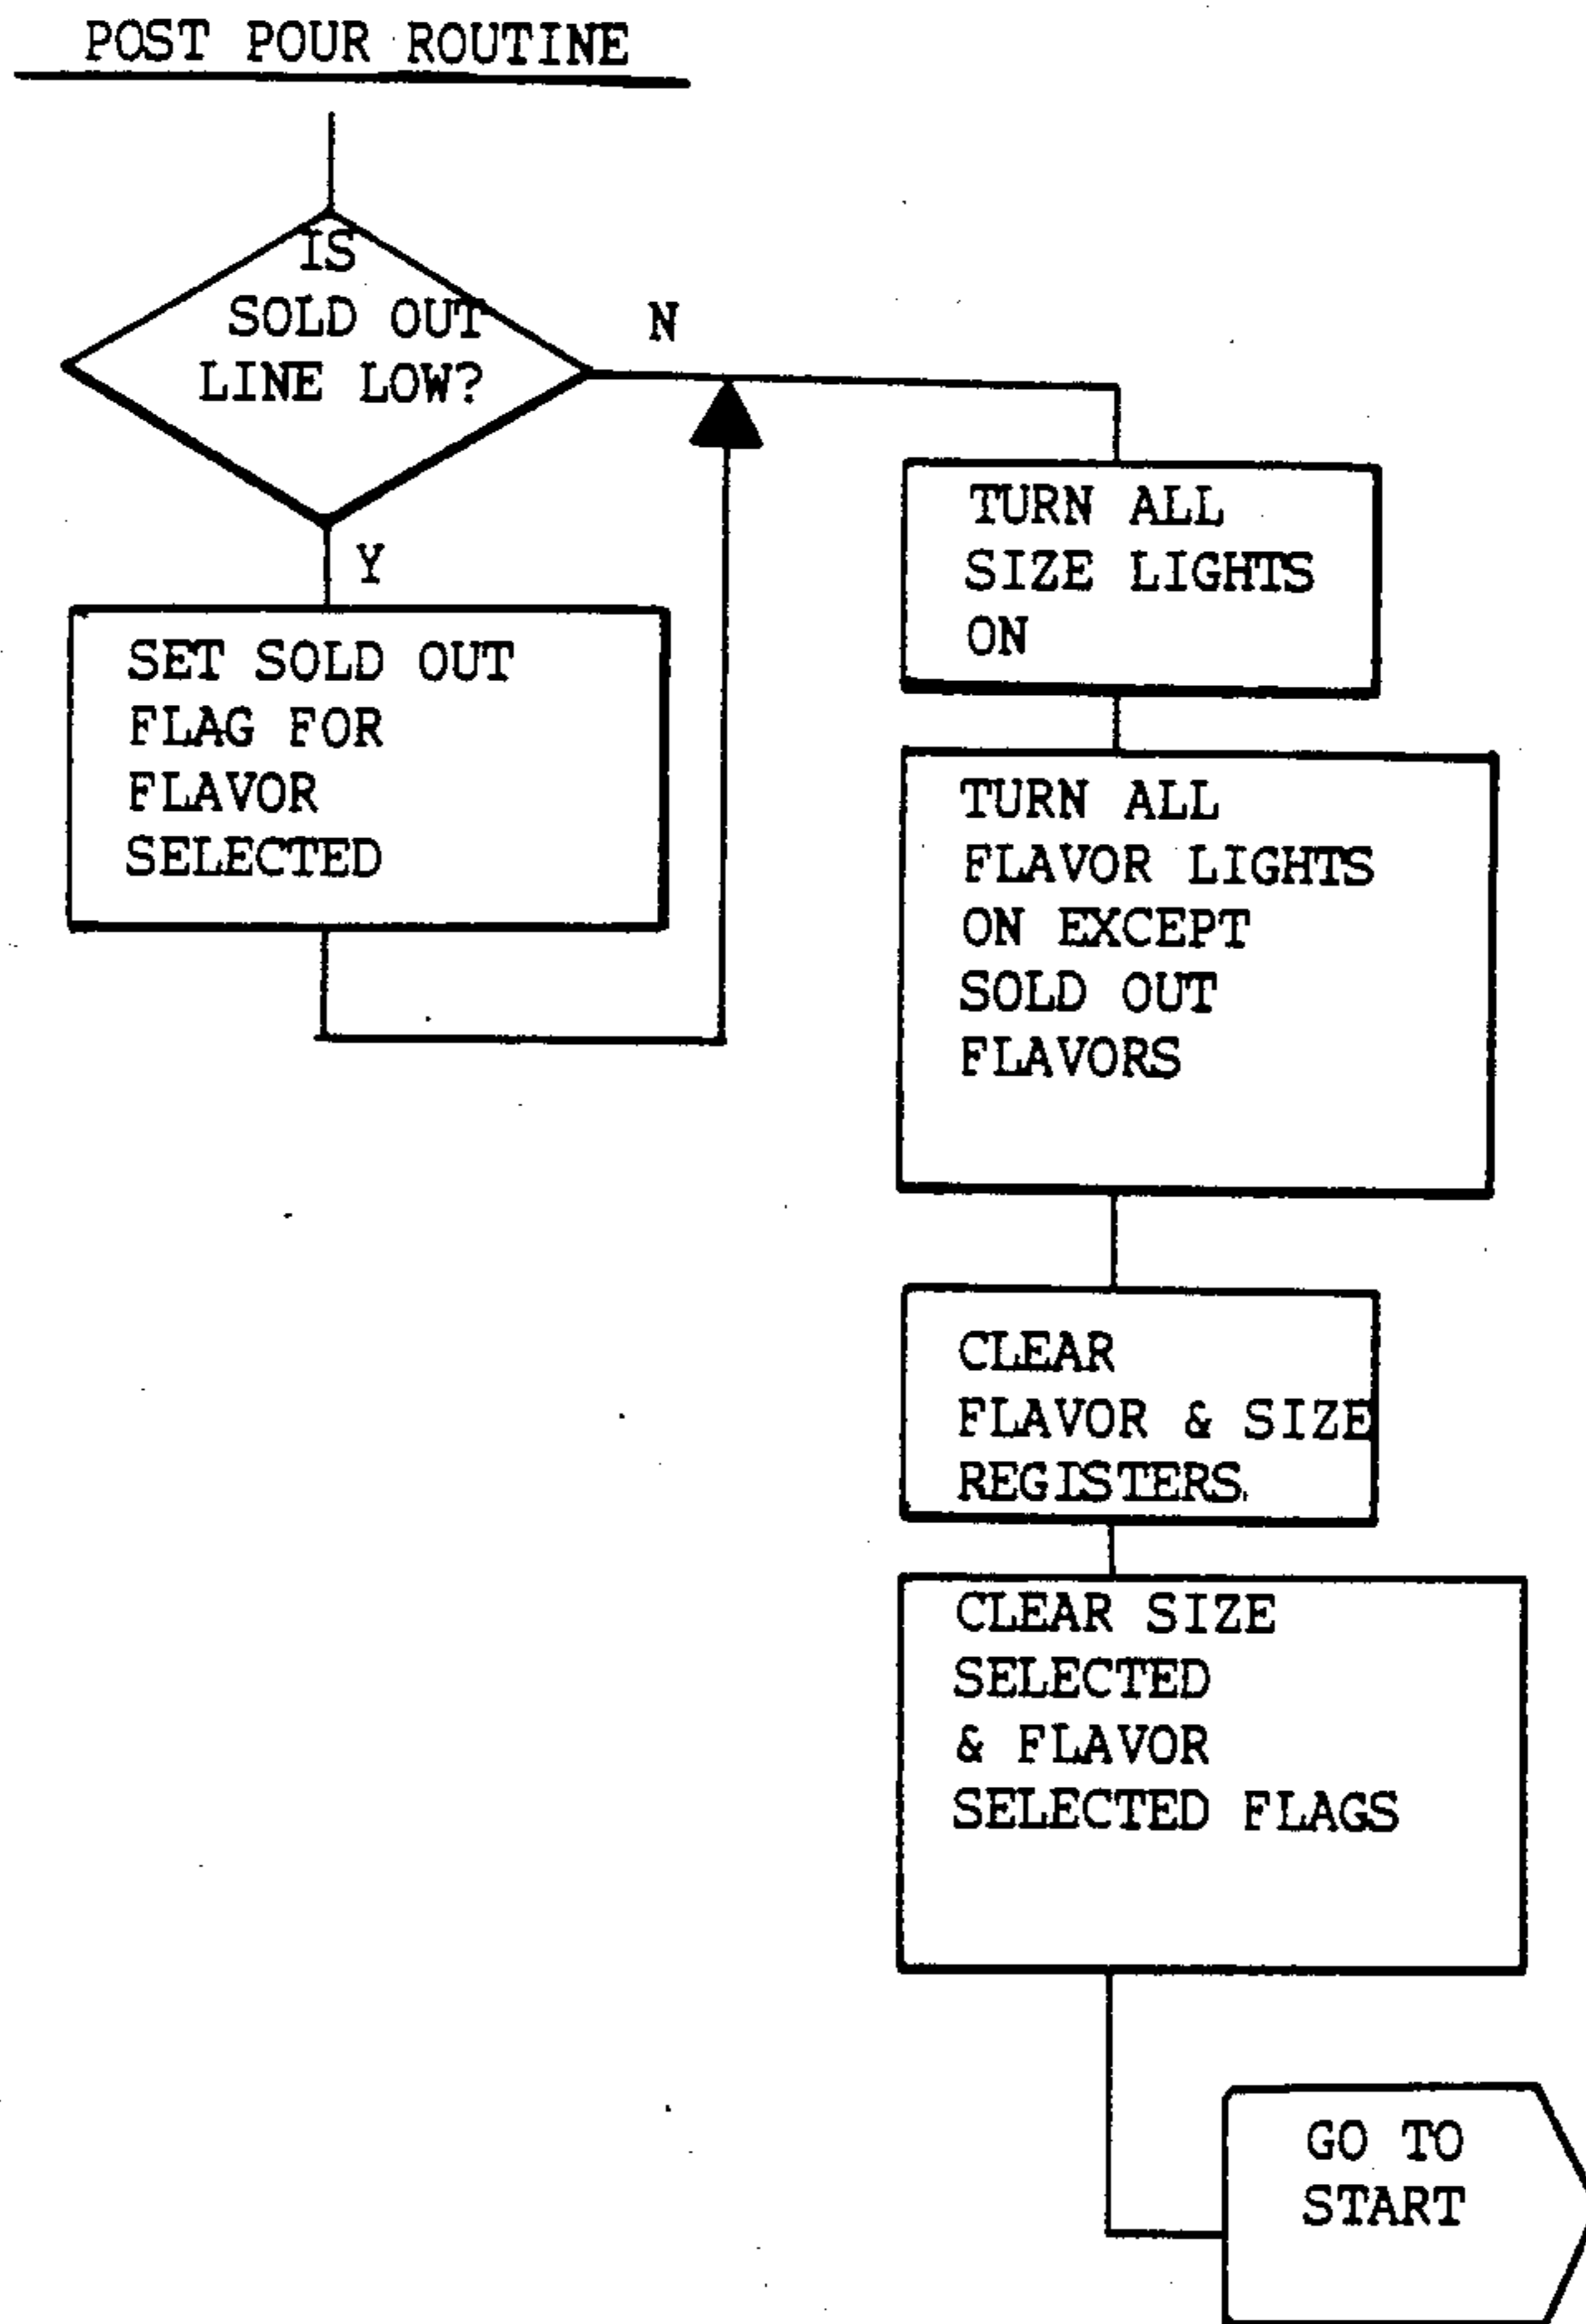 POST POUR ROUTINE
IS
SOLD OUT
LINE LOW?
N
Y
SET SOLD OUT
FLAG FOR
FLAVOR
SELECTED
TURN ALL
SIZE LIGHTS
ON
TURN ALL
FLAVOR LIGHTS
ON EXCEPT
SOLD OUT
FLAVORS
CLEAR
FLAVOR & SIZE
REGISTERS
CLEAR SIZE
SELECTED
& FLAVOR
SELECTED FLAGS
GO TO
START